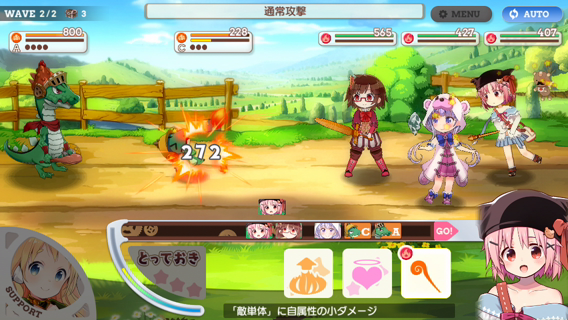 WAVE 2/2 3
通常攻撃
MENU
AUTO
800
A
228
C
565
427
407
272
C A GO!
とっておき
SUPPORT
「敵単体」に自属性の小ダメージ